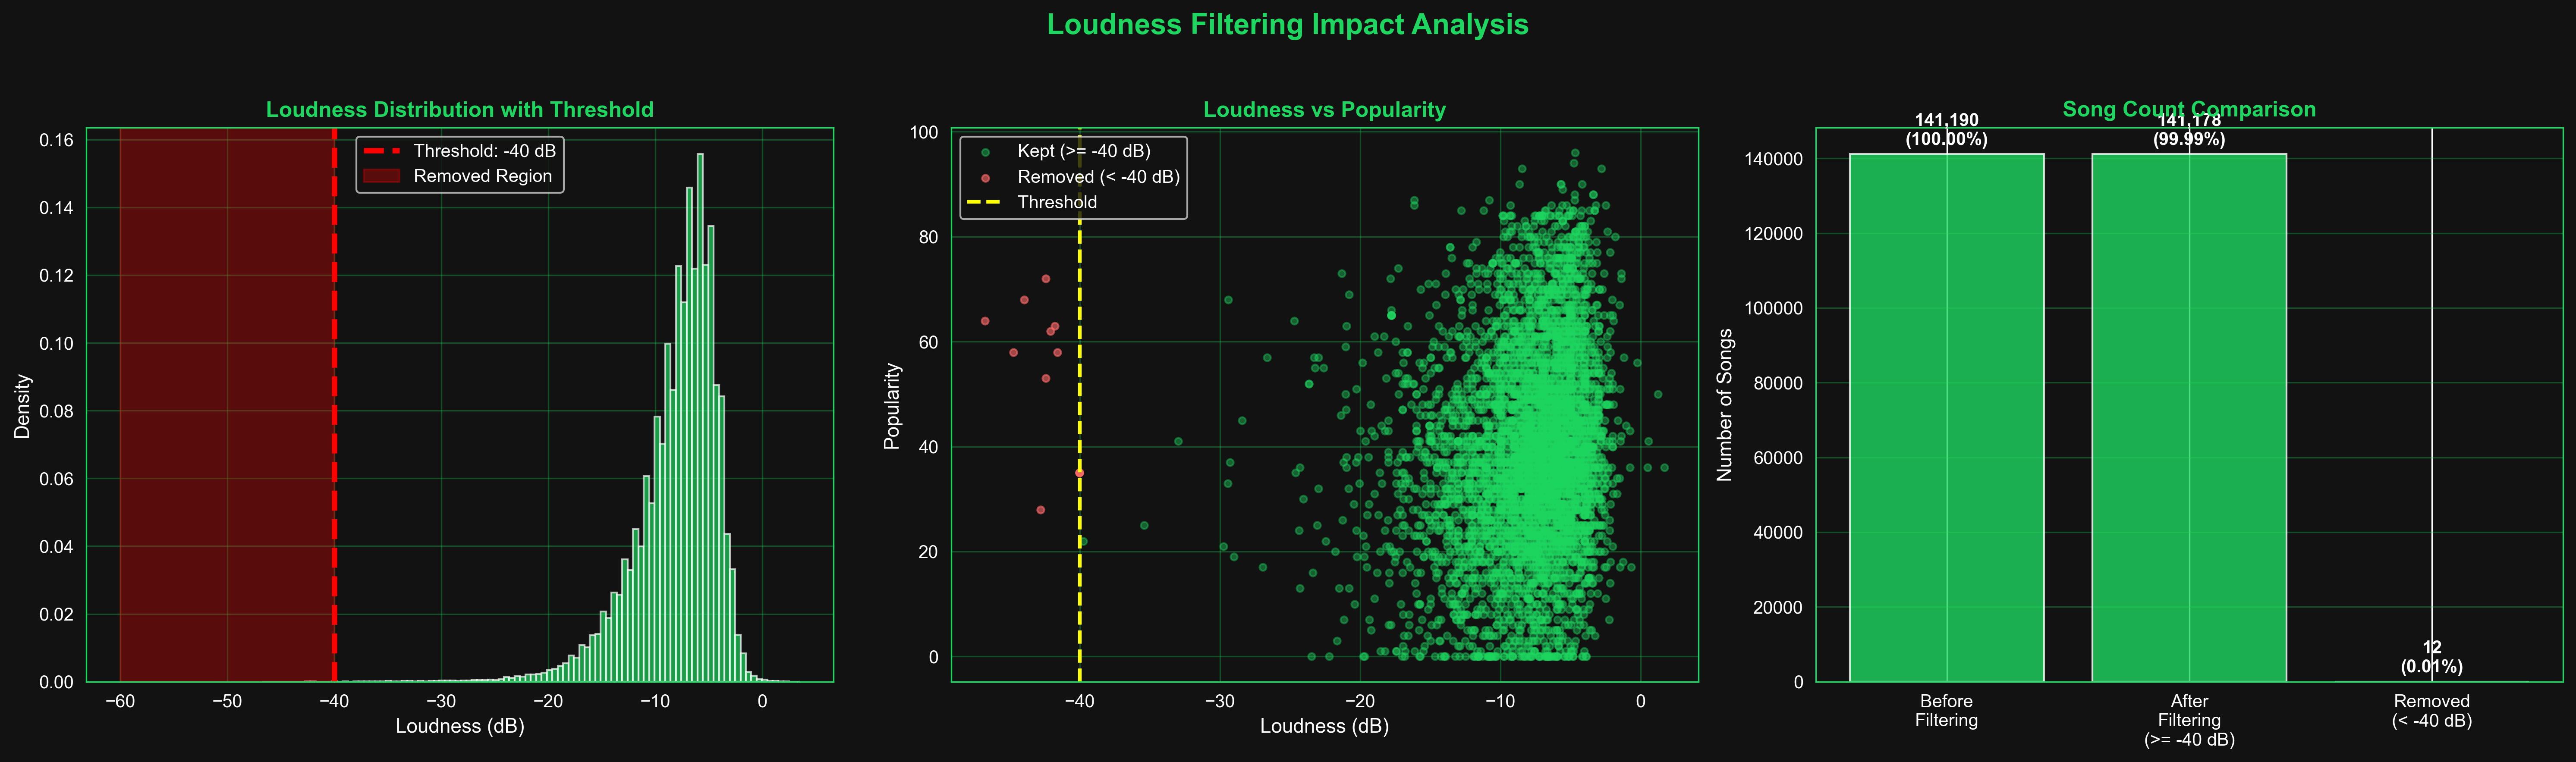 Loudness Filtering Impact Analysis
Loudness Distribution with Threshold
Density
0.16
0.14
0.12
0.10
0.08
0.06
0.04
0.02
0.00
Threshold: -40 dB
Removed Region
−60
−50
−40
−30
−20
−10
0
Loudness (dB)
Loudness vs Popularity
Popularity
100
80
60
40
20
0
Kept (>= -40 dB)
Removed (< -40 dB)
Threshold
−40
−30
−20
−10
0
Loudness (dB)
Song Count Comparison
Number of Songs
140000
120000
100000
80000
60000
40000
20000
0
141,190
(100.00%)
141,178
(99.99%)
12
(0.01%)
Before
Filtering
After
Filtering
(>= -40 dB)
Removed
(< -40 dB)